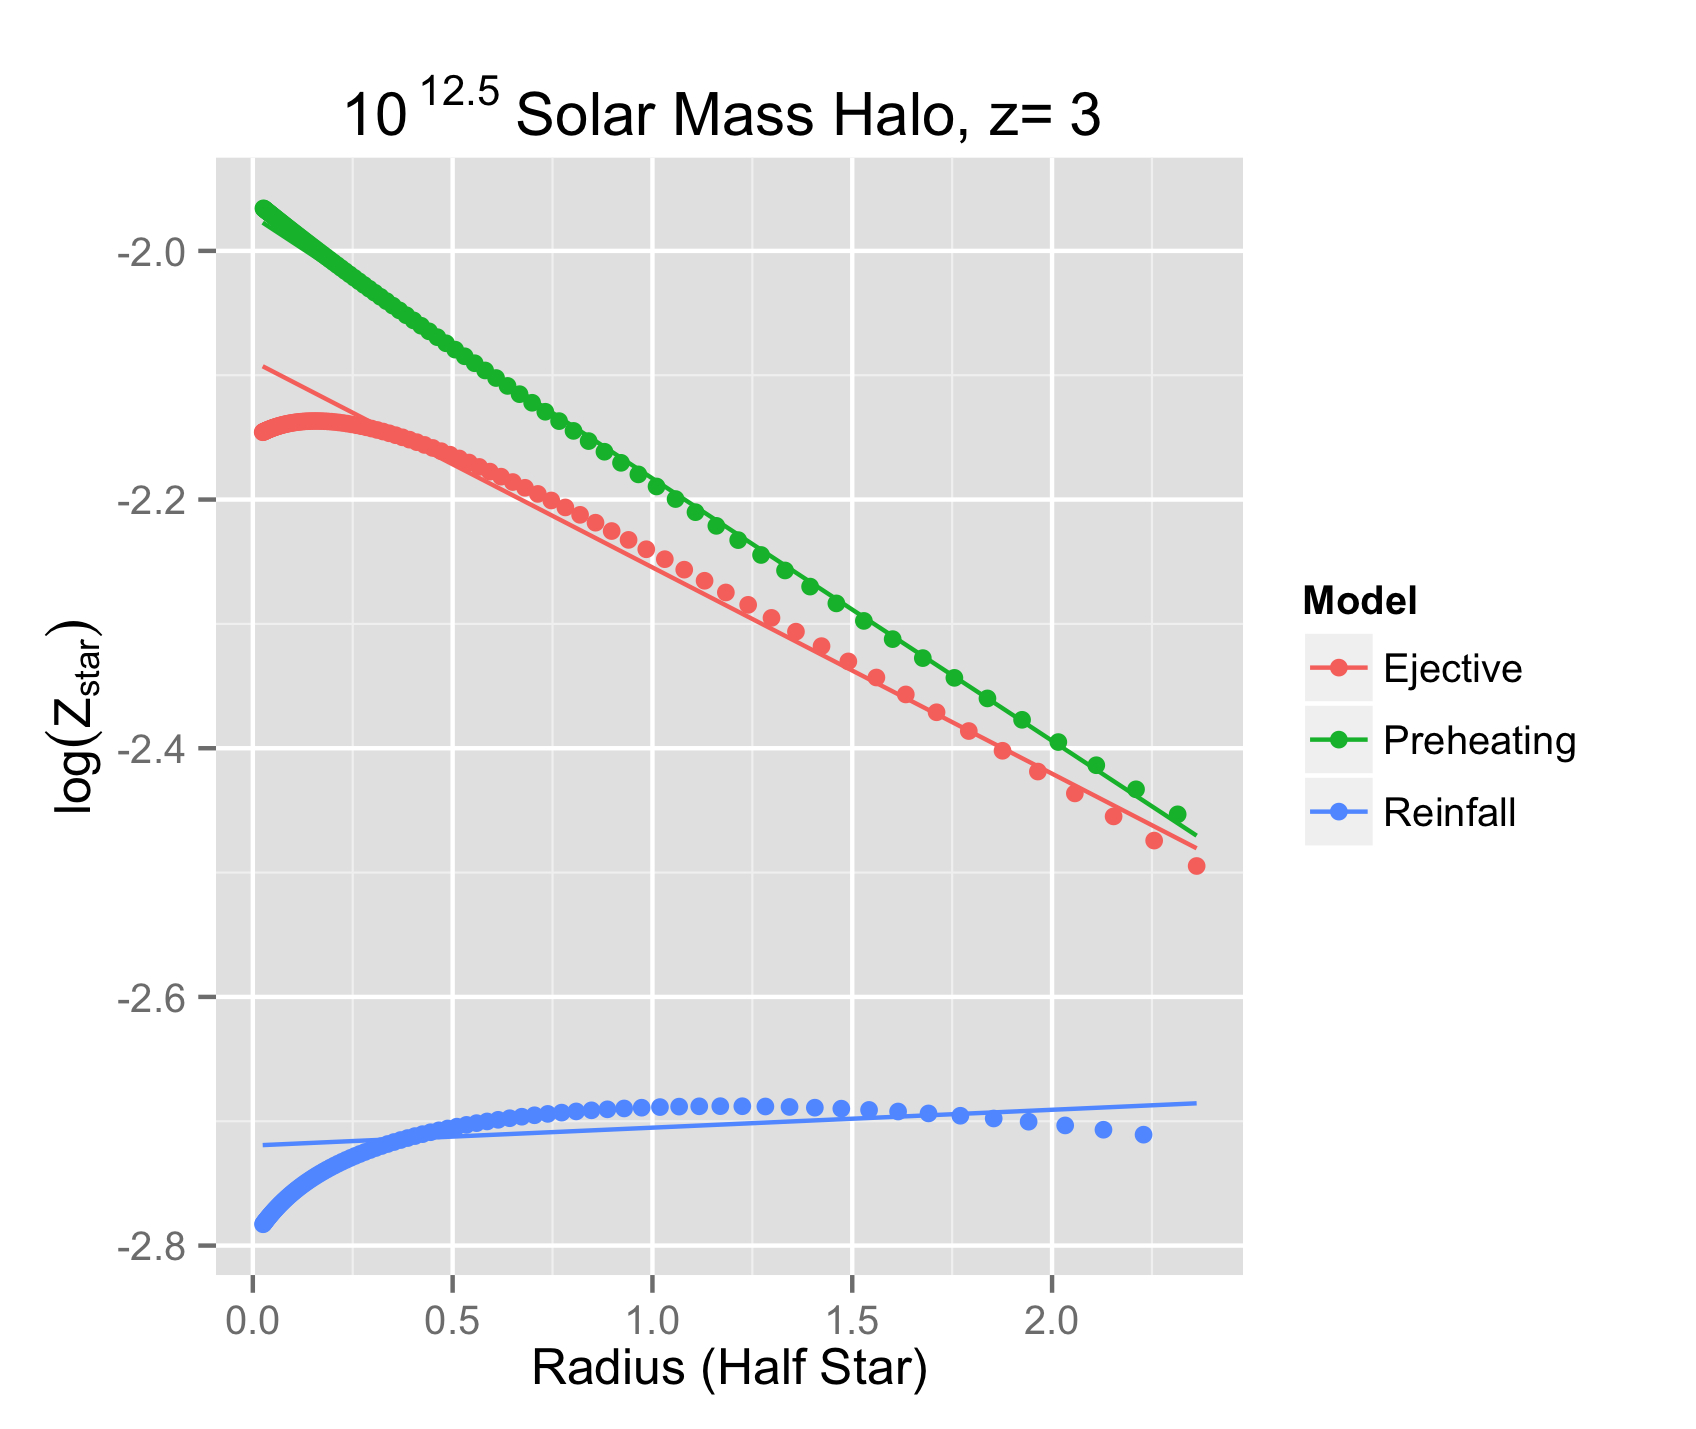 10^12.5 Solar Mass Halo, z= 3
log(Z_star)
-2.0
-2.2
-2.4
-2.6
-2.8
0.0 0.5 1.0 1.5 2.0
Radius (Half Star)
Model
Ejective
Preheating
Reinfall